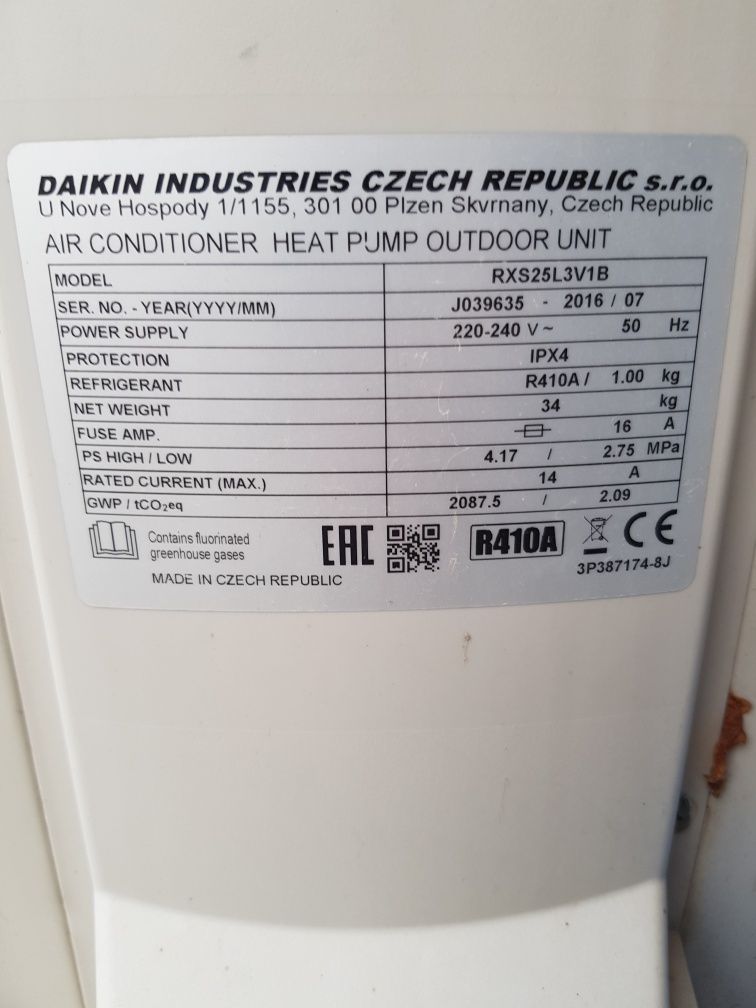 DAIKIN INDUSTRIES CZECH REPUBLIC s.r.o.
U Nove Hospody 1/1155, 301 00 Plzen Skvrnany, Czech Republic
AIR CONDITIONER HEAT PUMP OUTDOOR UNIT
MODEL RXS25L3V1B
SER. NO. - YEAR(YYYY/MM) J039635 - 2016 / 07
POWER SUPPLY 220-240 V ~ 50 Hz
PROTECTION IPX4
REFRIGERANT R410A / 1.00 kg
NET WEIGHT 34 kg
FUSE AMP. 16 A
PS HIGH / LOW 4.17 / 2.75 MPa
RATED CURRENT (MAX.) 14 A
GWP / tCO₂eq 2087.5 / 2.09
Contains fluorinated
greenhouse gases
EAC
R410A
CE
MADE IN CZECH REPUBLIC
3P387174-8J